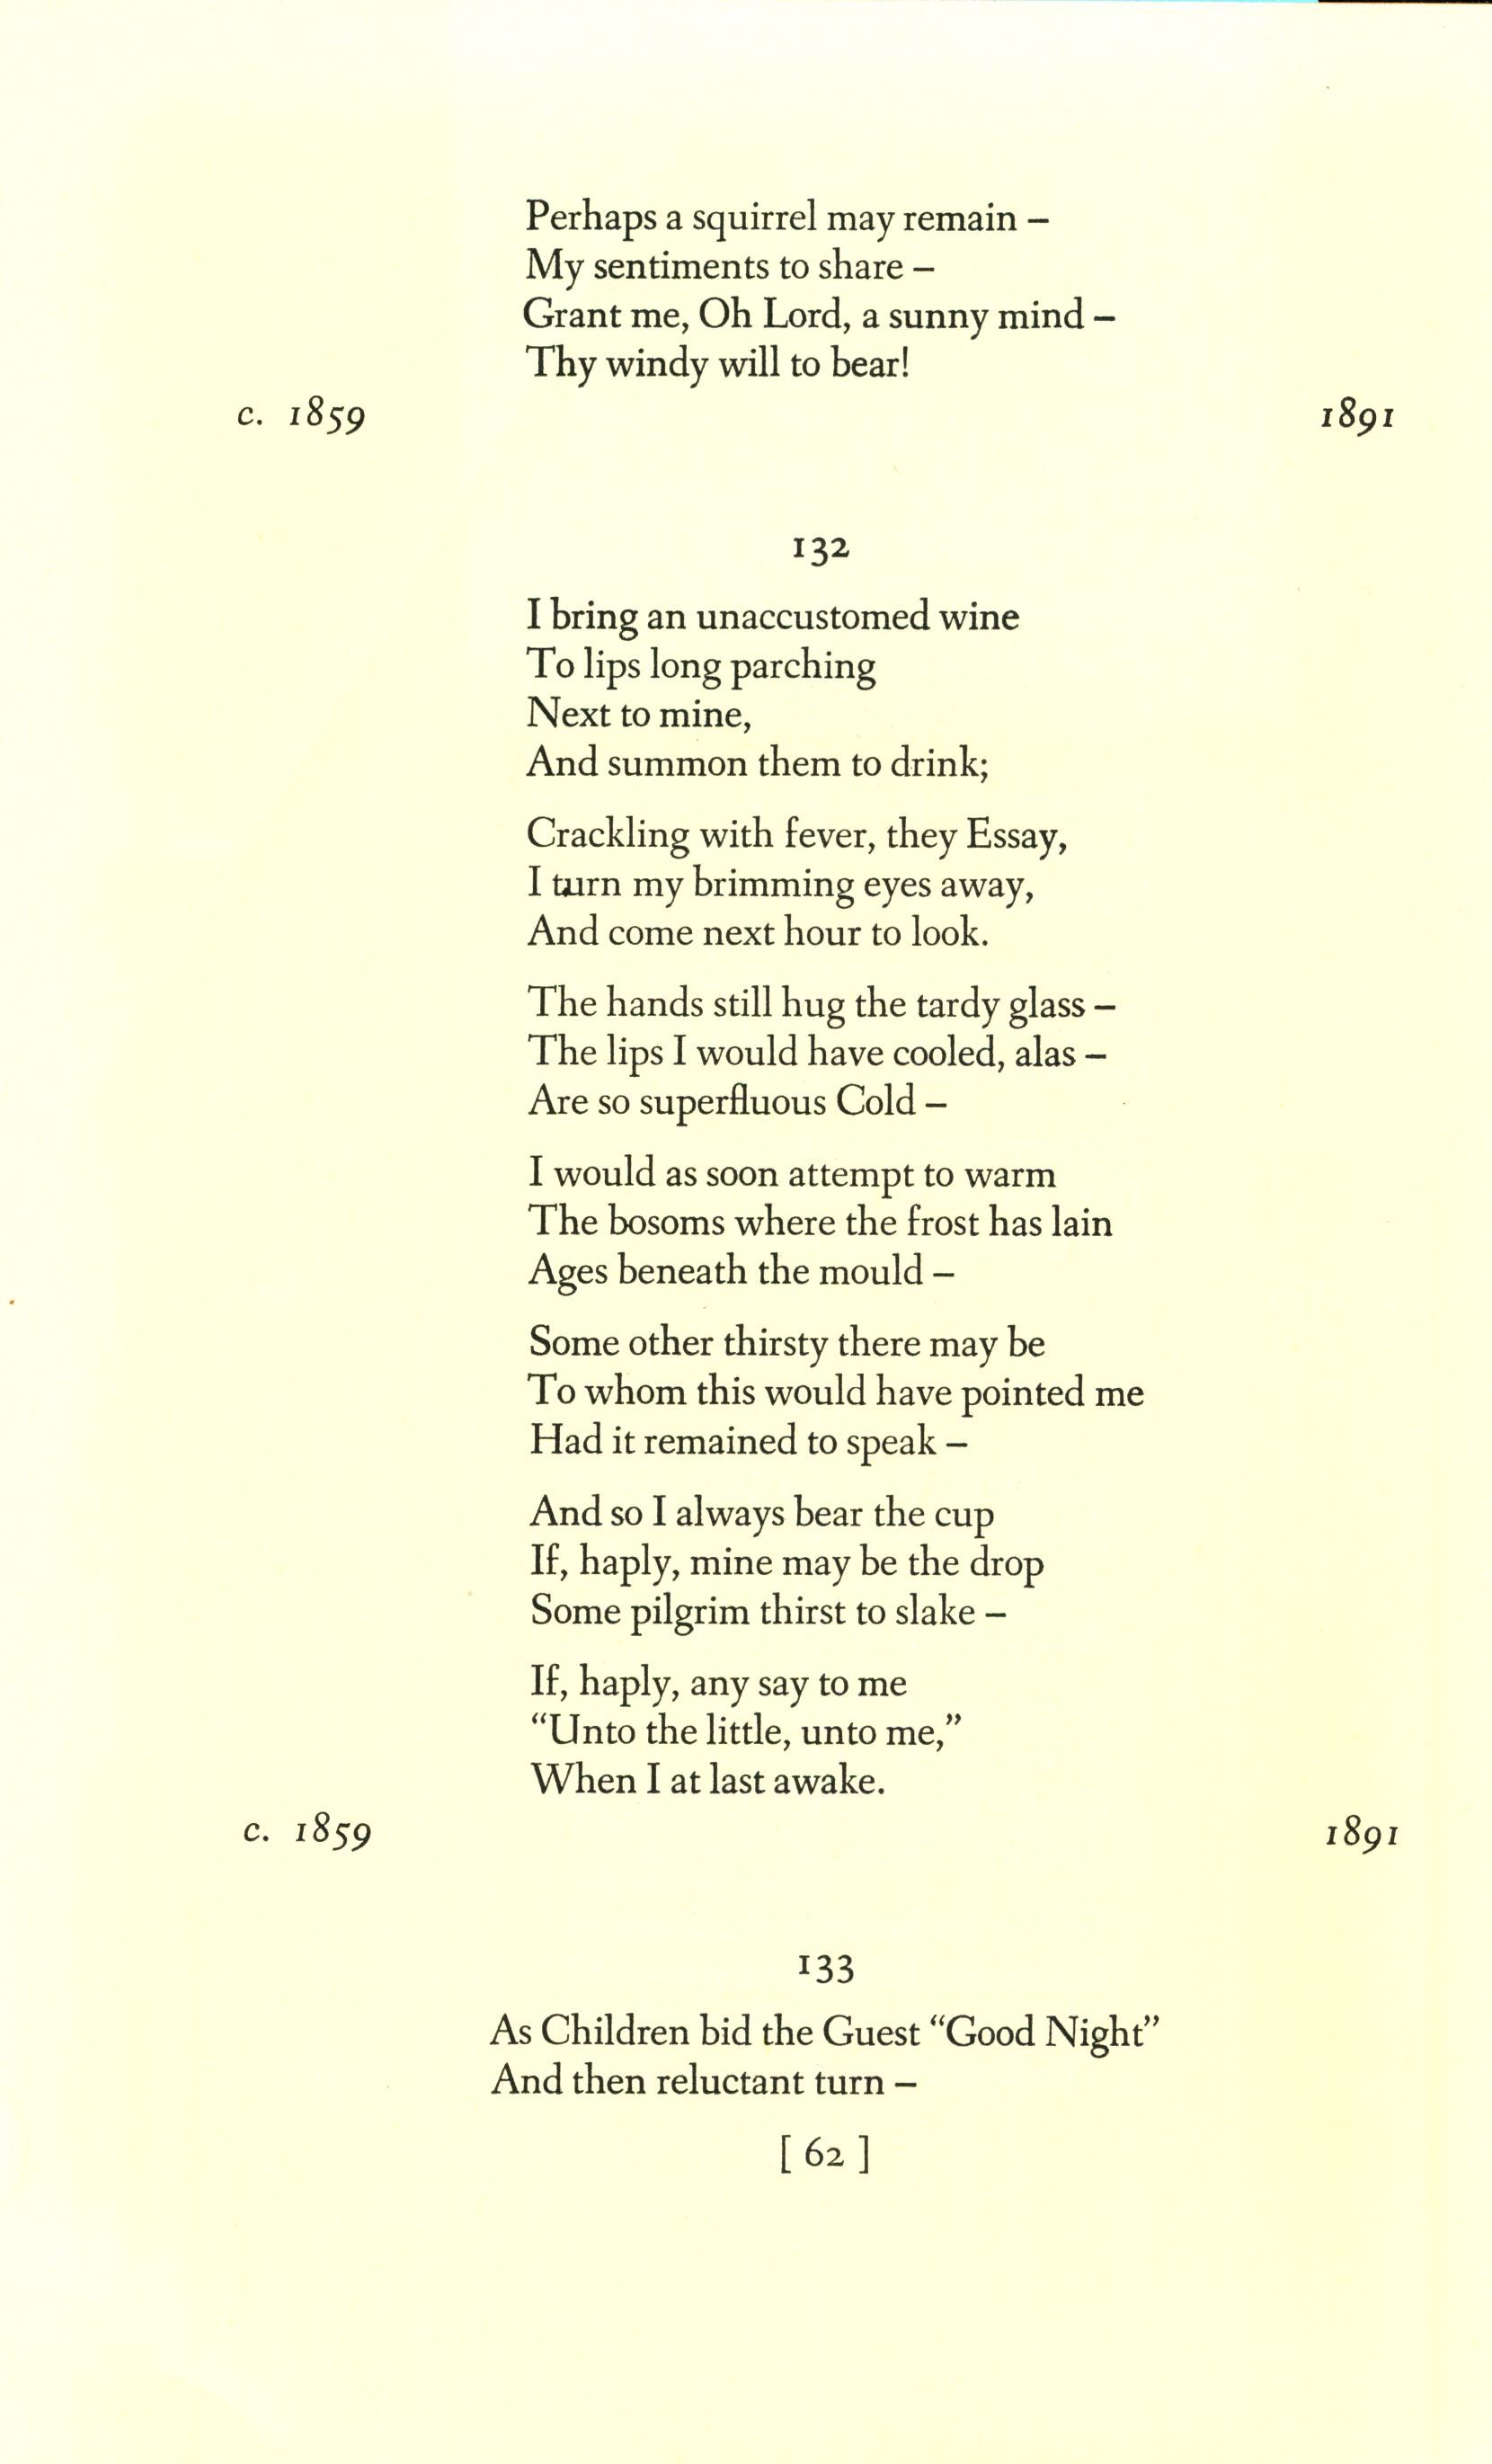 Perhaps a squirrel may remain –
My sentiments to share –
Grant me, Oh Lord, a sunny mind –
Thy windy will to bear!
c. 1859 1891
132
I bring an unaccustomed wine
To lips long parching
Next to mine,
And summon them to drink;
Crackling with fever, they Essay,
I turn my brimming eyes away,
And come next hour to look.
The hands still hug the tardy glass –
The lips I would have cooled, alas –
Are so superfluous Cold –
I would as soon attempt to warm
The bosoms where the frost has lain
Ages beneath the mould –
Some other thirsty there may be
To whom this would have pointed me
Had it remained to speak –
And so I always bear the cup
If, haply, mine may be the drop
Some pilgrim thirst to slake –
If, haply, any say to me
“Unto the little, unto me,”
When I at last awake.
c. 1859 1891
133
As Children bid the Guest “Good Night”
And then reluctant turn –
[ 62 ]